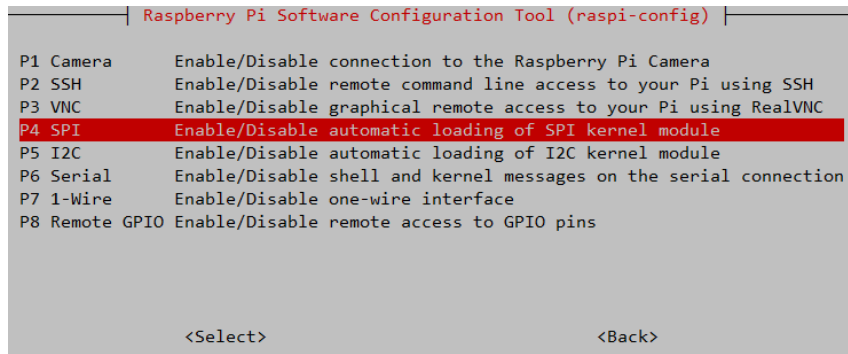 Raspberry Pi Software Configuration Tool (raspi-config)
P1 Camera Enable/Disable connection to the Raspberry Pi Camera
P2 SSH Enable/Disable remote command line access to your Pi using SSH
P3 VNC Enable/Disable graphical remote access to your Pi using RealVNC
P4 SPI Enable/Disable automatic loading of SPI kernel module
P5 I2C Enable/Disable automatic loading of I2C kernel module
P6 Serial Enable/Disable shell and kernel messages on the serial connection
P7 1-Wire Enable/Disable one-wire interface
P8 Remote GPIO Enable/Disable remote access to GPIO pins
<Select> <Back>